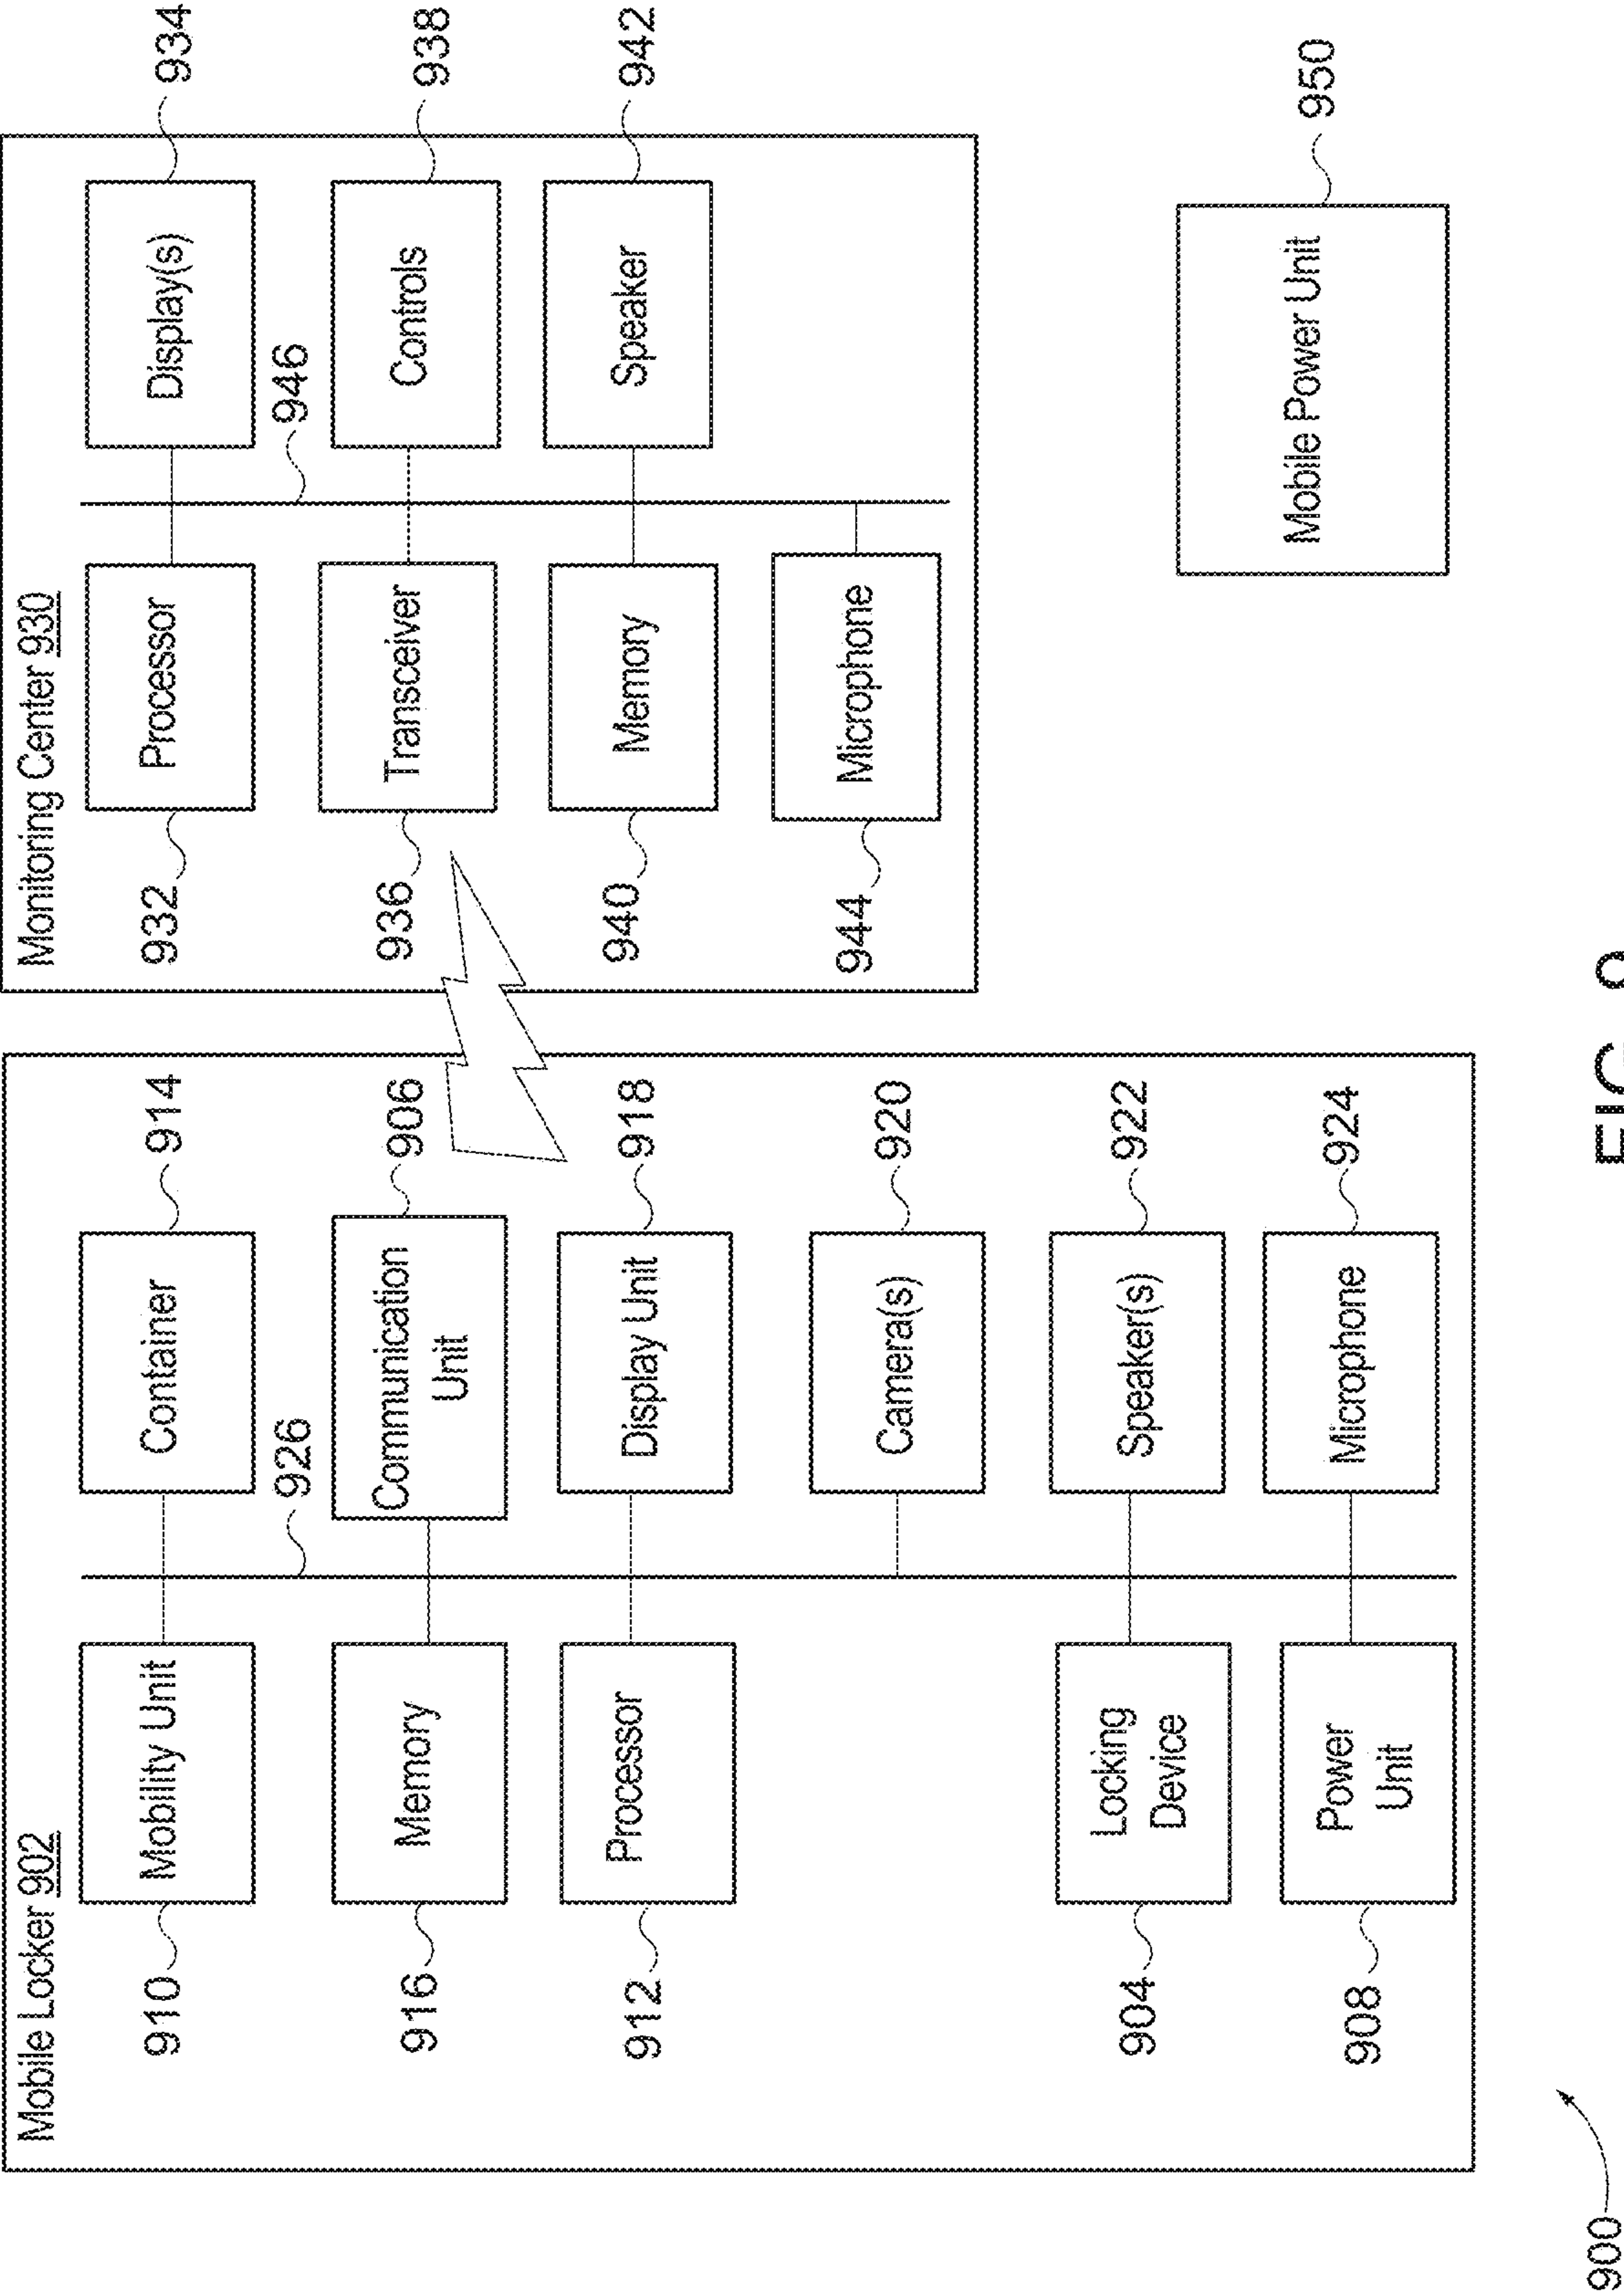 Mobile Locker 902
910
Mobility Unit
Container
914
926
916
Memory
Communication
Unit
906
912
Processor
Display Unit
918
Camera(s)
920
904
Locking
Device
Speaker(s)
922
908
Power
Unit
Microphone
924
Monitoring Center 930
932
Processor
Display(s)
934
946
936
Transceiver
Controls
938
940
Memory
Speaker
942
944
Microphone
Mobile Power Unit
950
900
FIG.